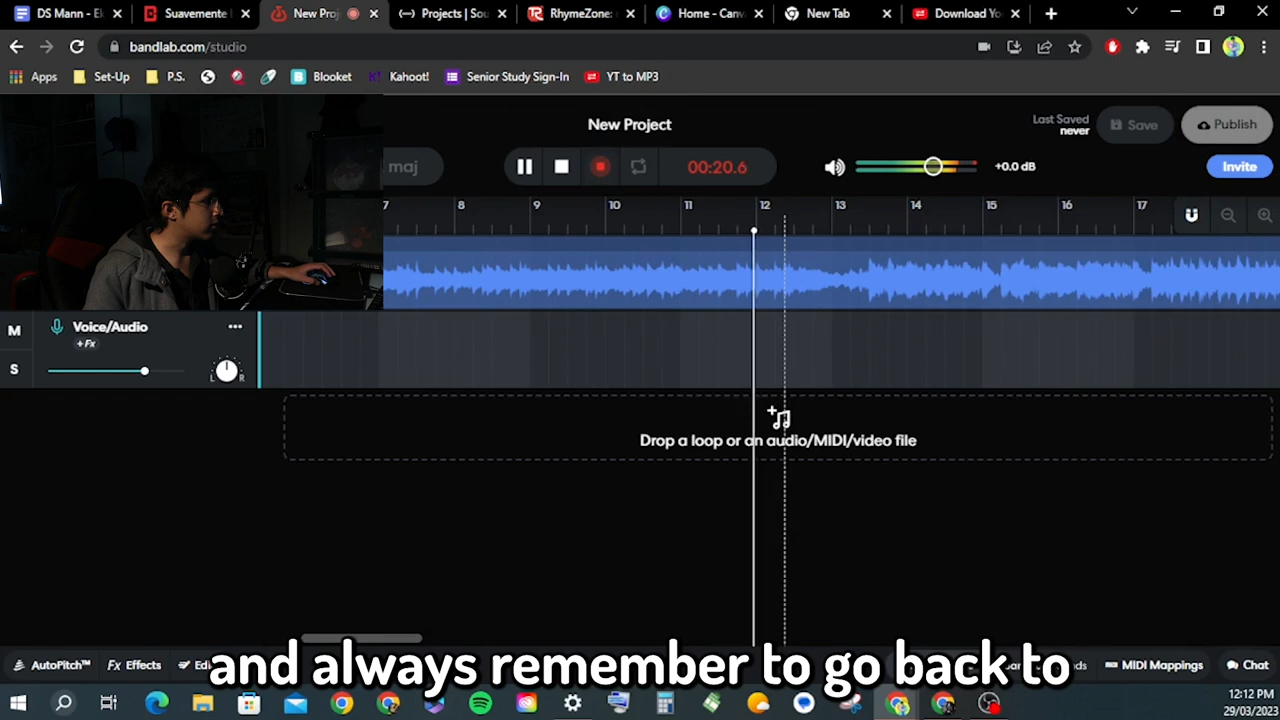 DS Mann - El
Suavemente
New Proj
Projects | Sou
RhymeZone:
Home - Canv
New Tab
Download Yo
bandlab.com/studio
Apps
Set-Up
P.S.
Blooket
Kahoot!
Senior Study Sign-In
YT to MP3
New Project
Last Saved
never
Save
Publish
maj
00:20.6
+0.0 dB
Invite
7 8 9 10 11 12 13 14 15 16 17
M
Voice/Audio
+Fx
S
L R
Drop a loop or an audio/MIDI/video file
and always remember to go back to
AutoPitch™
Fx Effects
MIDI Mappings
Chat
12:12 PM
29/03/2023